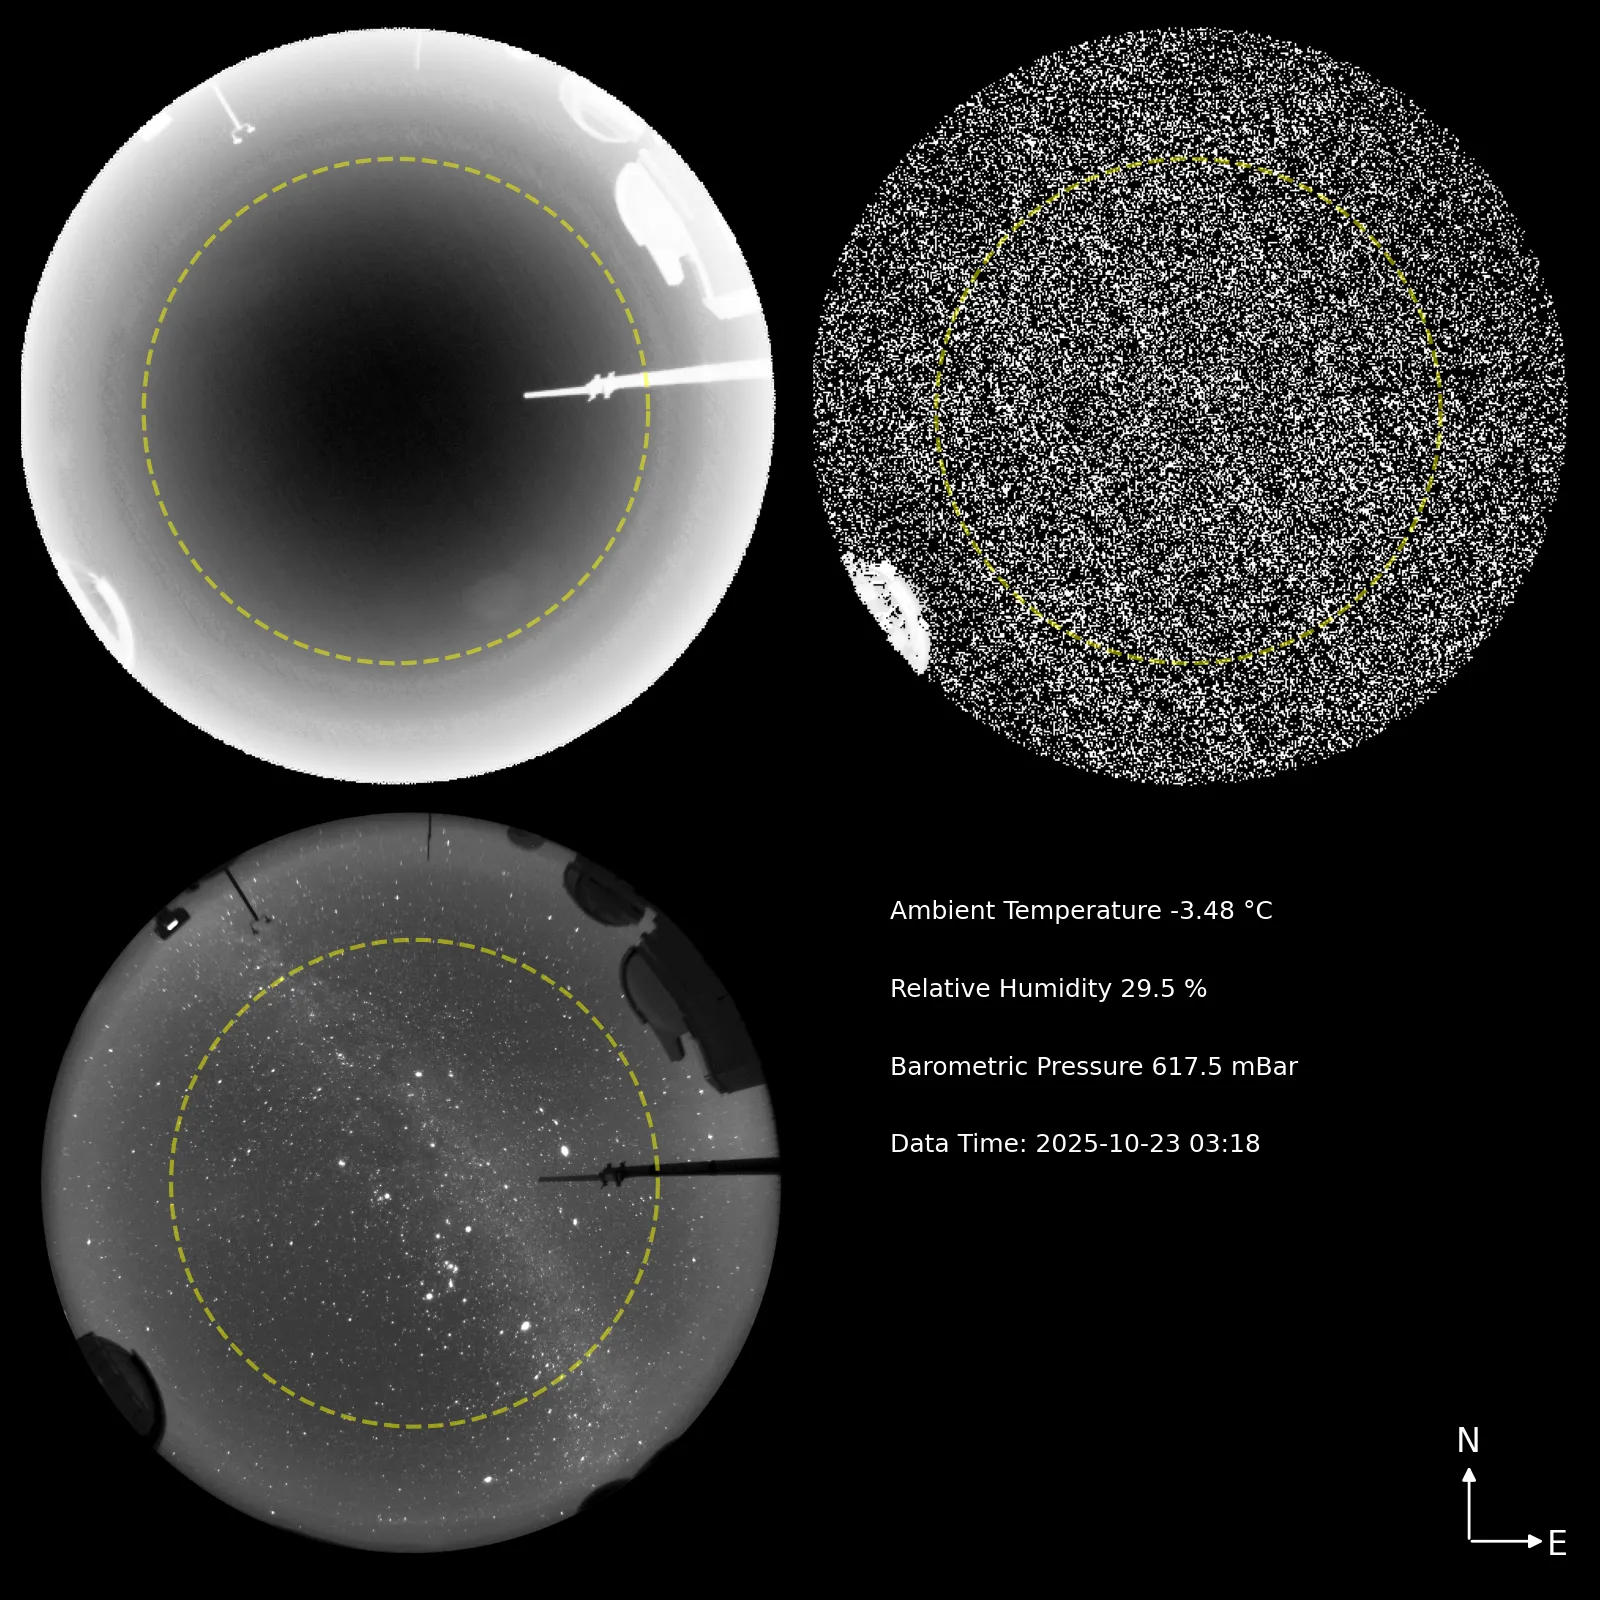 Ambient Temperature -3.48 °C
Relative Humidity 29.5 %
Barometric Pressure 617.5 mBar
Data Time: 2025-10-23 03:18
N
E